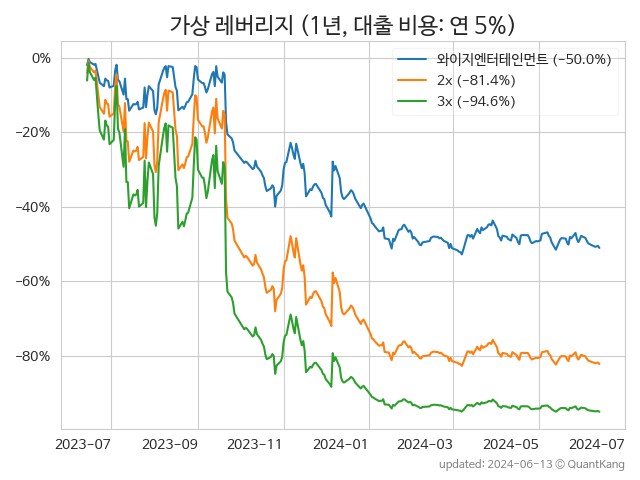 가상 레버리지 (1년, 대출 비용: 연 5%)
와이지엔터테인먼트 (−50.0%)
2x (−81.4%)
3x (−94.6%)
0%
−20%
−40%
−60%
−80%
2023-07 2023-09 2023-11 2024-01 2024-03 2024-05 2024-07
updated: 2024-06-13 © QuantKang